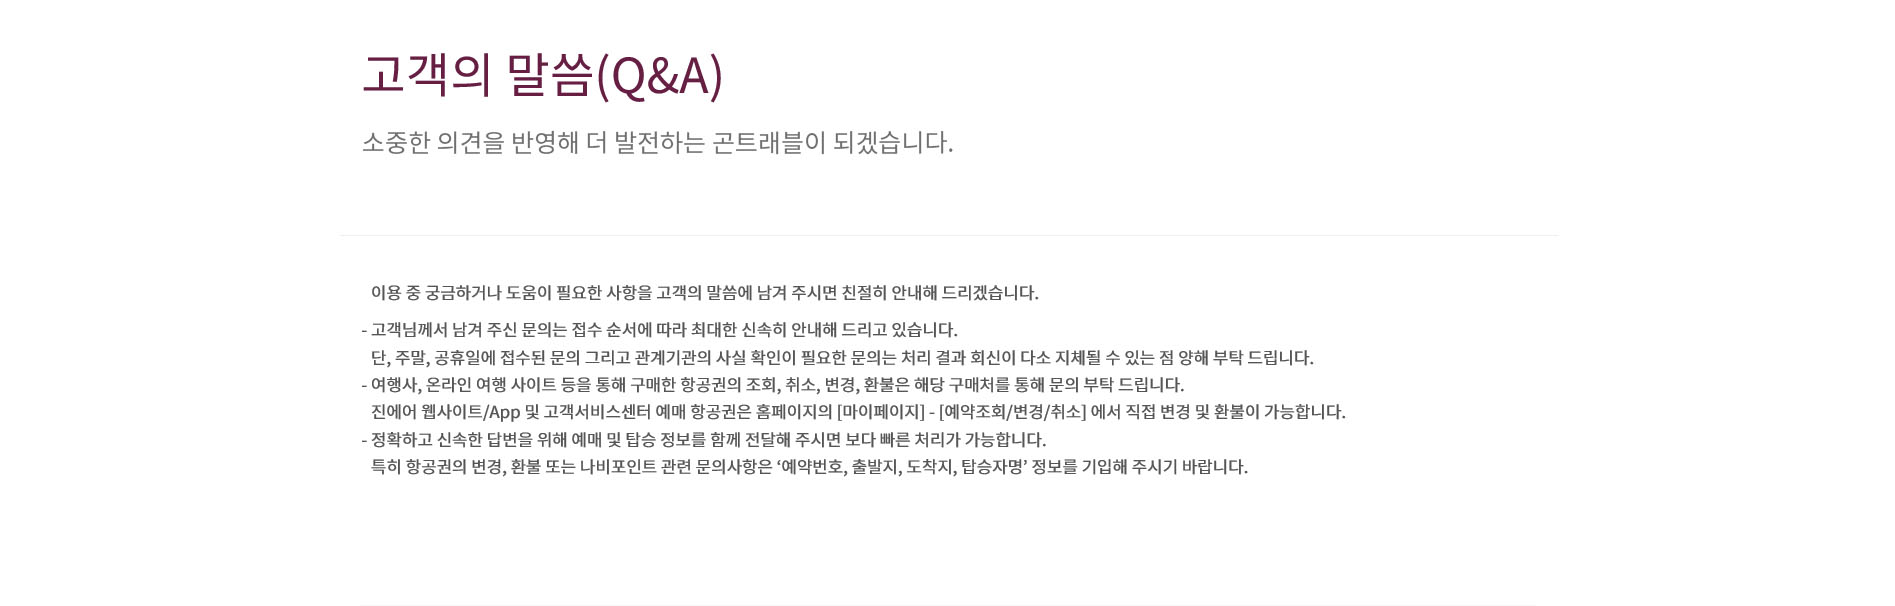 고객의 말씀(Q&A)
소중한 의견을 반영해 더 발전하는 곤트래블이 되겠습니다.
이용 중 궁금하거나 도움이 필요한 사항을 고객의 말씀에 남겨 주시면 친절히 안내해 드리겠습니다.
- 고객님께서 남겨 주신 문의는 접수 순서에 따라 최대한 신속히 안내해 드리고 있습니다.
단, 주말, 공휴일에 접수된 문의 그리고 관계기관의 사실 확인이 필요한 문의는 처리 결과 회신이 다소 지체될 수 있는 점 양해 부탁 드립니다.
- 여행사, 온라인 여행 사이트 등을 통해 구매한 항공권의 조회, 취소, 변경, 환불은 해당 구매처를 통해 문의 부탁 드립니다.
진에어 웹사이트/App 및 고객서비스센터 예매 항공권은 홈페이지의 [마이페이지] - [예약조회/변경/취소] 에서 직접 변경 및 환불이 가능합니다.
- 정확하고 신속한 답변을 위해 예매 및 탑승 정보를 함께 전달해 주시면 보다 빠른 처리가 가능합니다.
특히 항공권의 변경, 환불 또는 나비포인트 관련 문의사항은 ‘예약번호, 출발지, 도착지, 탑승자명’ 정보를 기입해 주시기 바랍니다.